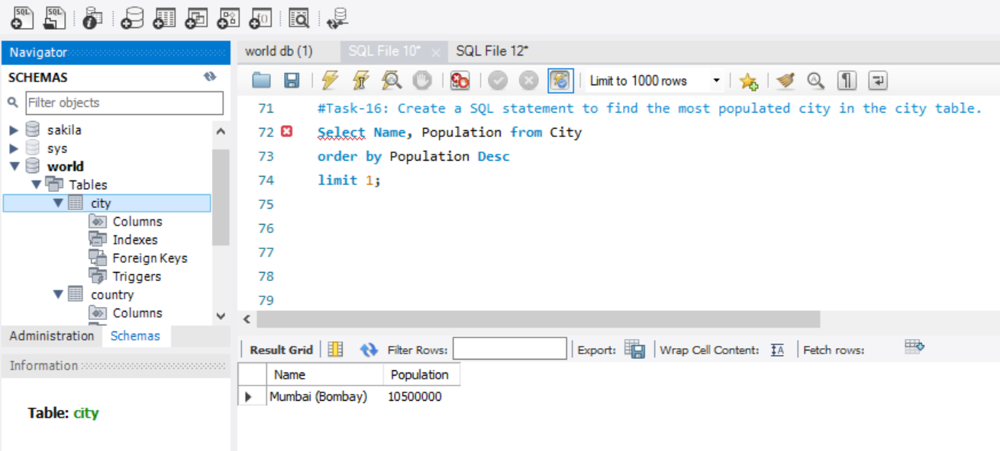 SQL
SQL
Navigator
SCHEMAS
Filter objects
sakila
sys
world
Tables
city
Columns
Indexes
Foreign Keys
Triggers
country
Columns
Administration Schemas
Information
Table: city
world db (1) SQL File 10* SQL File 12*
Limit to 1000 rows
71 #Task-16: Create a SQL statement to find the most populated city in the city table.
72 Select Name, Population from City
73 order by Population Desc
74 limit 1;
75
76
77
78
79
Result Grid Filter Rows: Export: Wrap Cell Content: IA Fetch rows:
Name Population
Mumbai (Bombay) 10500000